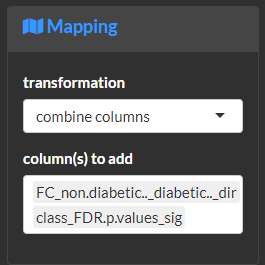 Mapping
transformation
combine columns
column(s) to add
FC_non.diabetic.._diabetic.._dir
class_FDR.p.values_sig